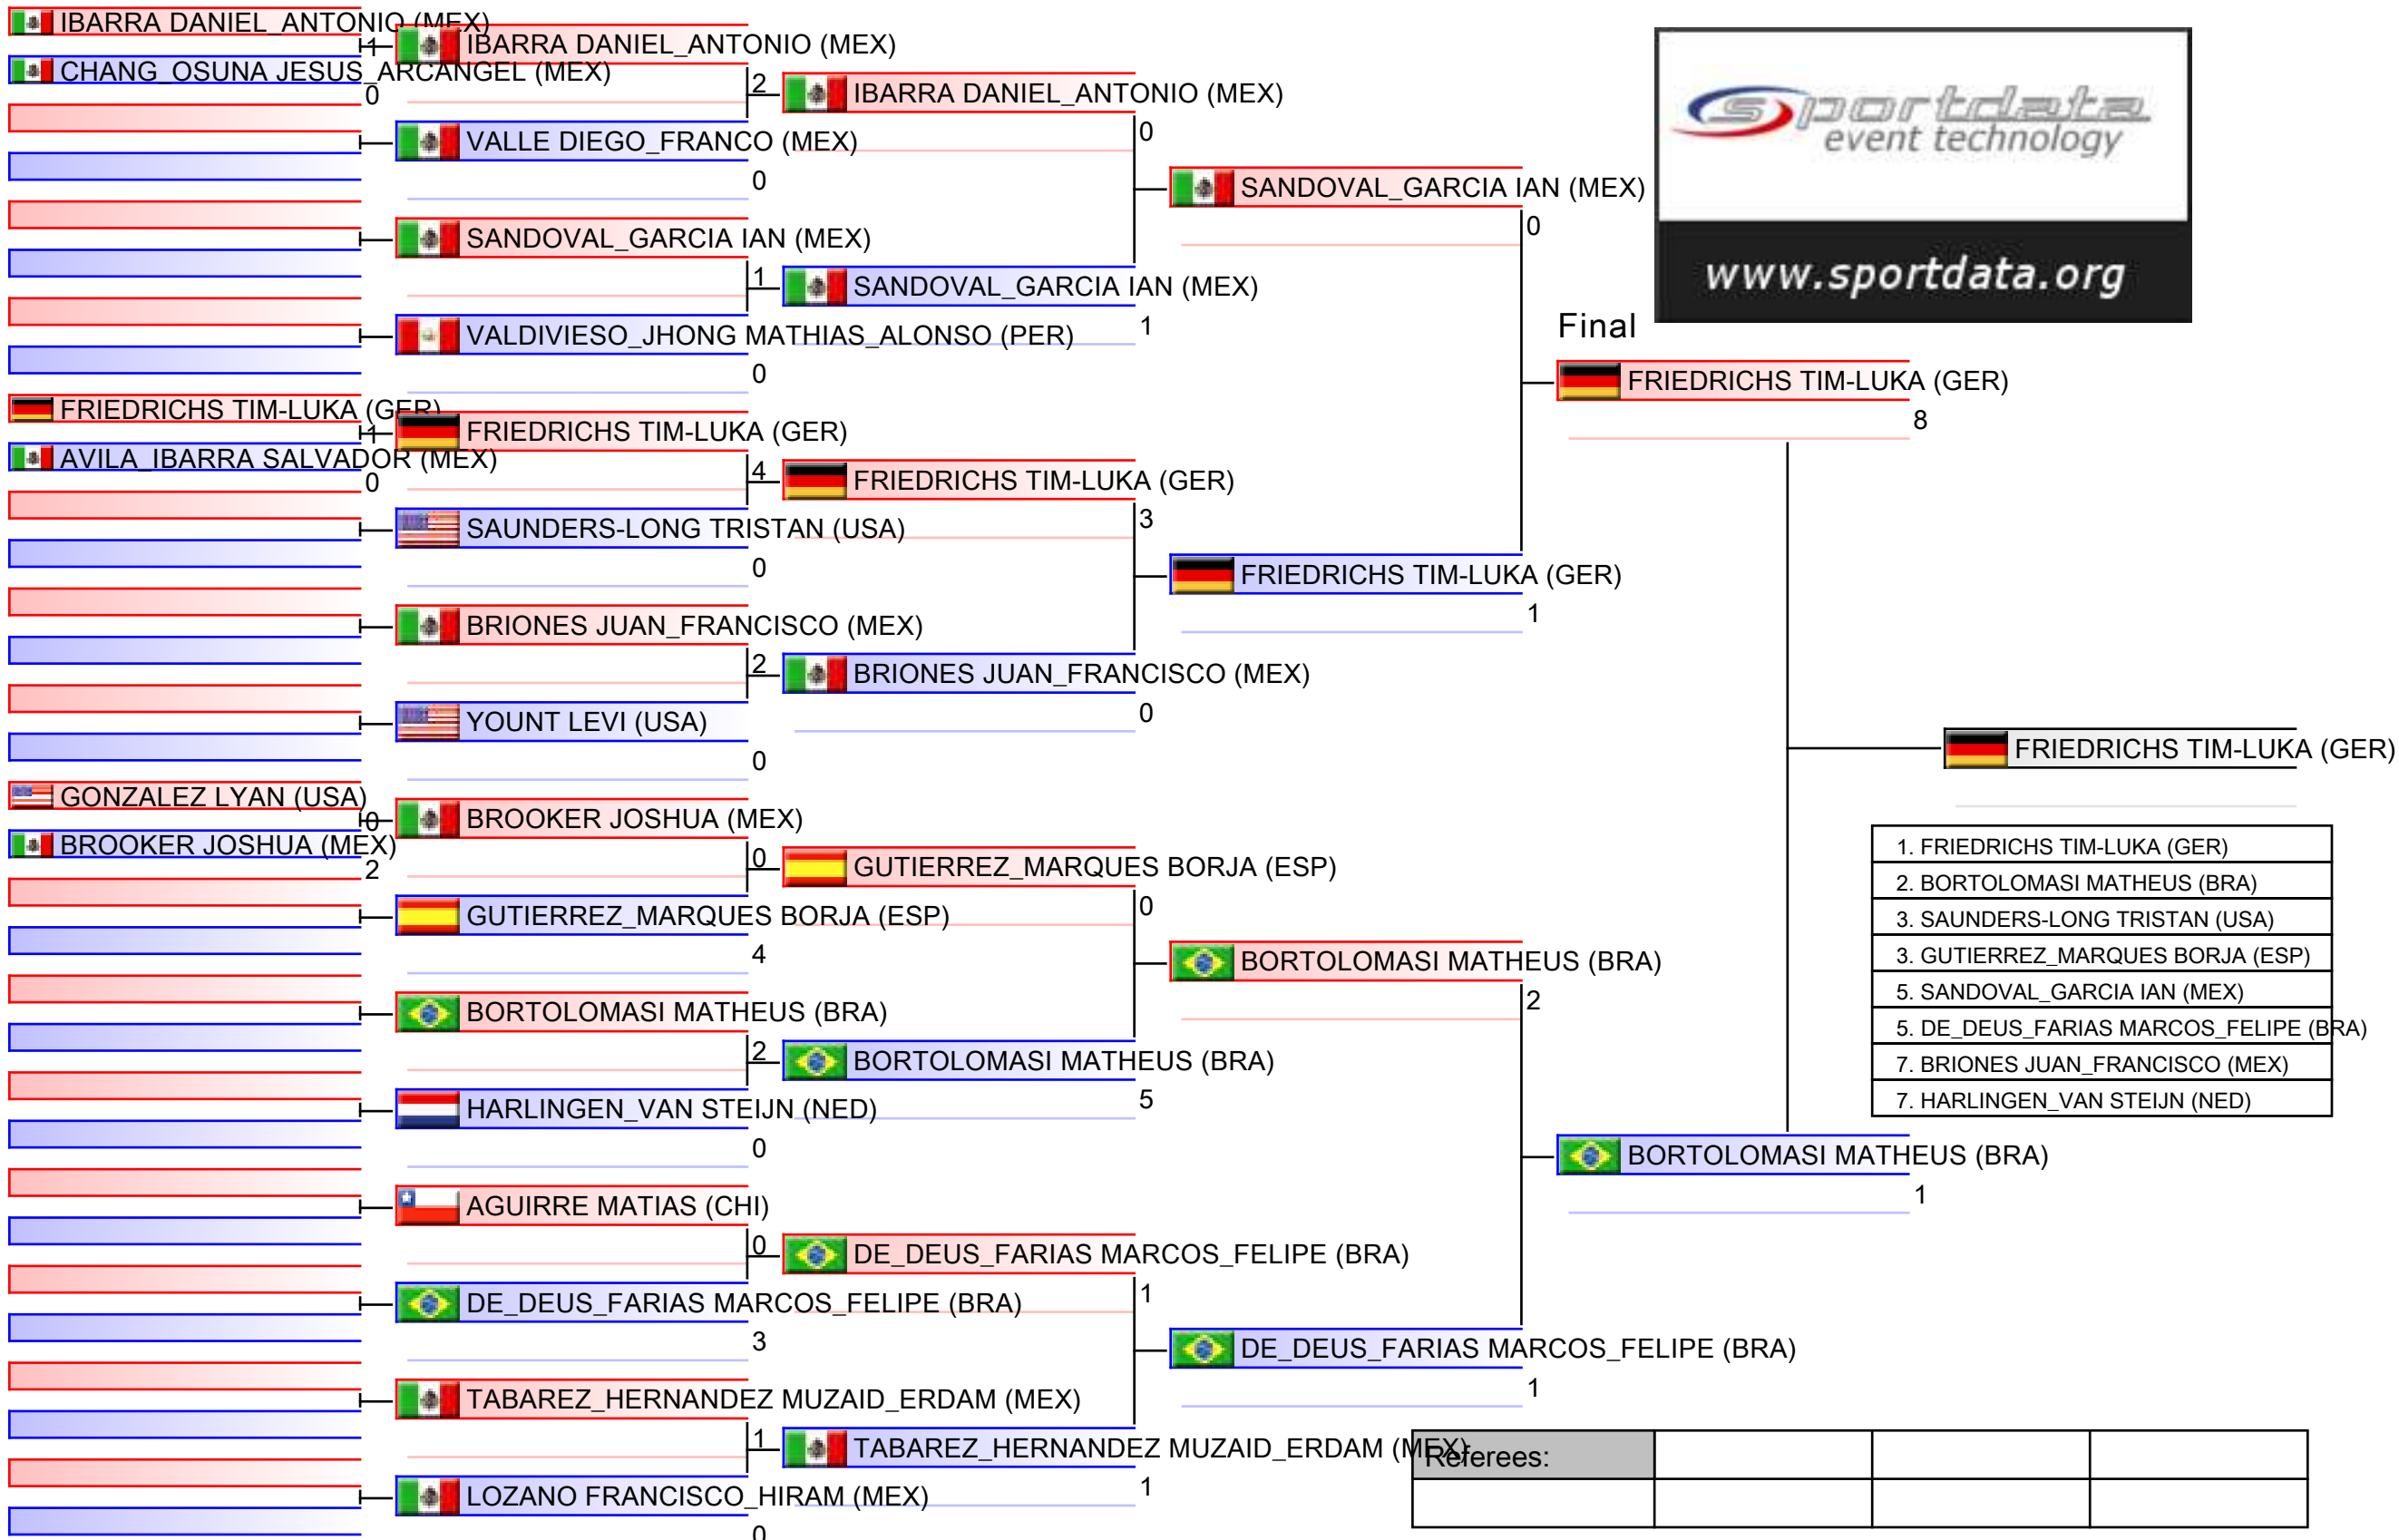 IBARRA DANIEL_ANTONIO (MEX)
1
CHANG_OSUNA JESUS_ARCANGEL (MEX)
0
FRIEDRICHS TIM-LUKA (GER)
1
AVILA_IBARRA SALVADOR (MEX)
0
GONZALEZ LYAN (USA)
0
BROOKER JOSHUA (MEX)
2
IBARRA DANIEL_ANTONIO (MEX)
2
VALLE DIEGO_FRANCO (MEX)
0
SANDOVAL_GARCIA IAN (MEX)
1
VALDIVIESO_JHONG MATHIAS_ALONSO (PER)
0
FRIEDRICHS TIM-LUKA (GER)
4
SAUNDERS-LONG TRISTAN (USA)
0
BRIONES JUAN_FRANCISCO (MEX)
2
YOUNT LEVI (USA)
0
BROOKER JOSHUA (MEX)
0
GUTIERREZ_MARQUES BORJA (ESP)
4
BORTOLOMASI MATHEUS (BRA)
2
HARLINGEN_VAN STEIJN (NED)
0
AGUIRRE MATIAS (CHI)
0
DE_DEUS_FARIAS MARCOS_FELIPE (BRA)
3
TABAREZ_HERNANDEZ MUZAID_ERDAM (MEX)
1
LOZANO FRANCISCO_HIRAM (MEX)
0
IBARRA DANIEL_ANTONIO (MEX)
0
SANDOVAL_GARCIA IAN (MEX)
1
FRIEDRICHS TIM-LUKA (GER)
3
BRIONES JUAN_FRANCISCO (MEX)
0
GUTIERREZ_MARQUES BORJA (ESP)
0
BORTOLOMASI MATHEUS (BRA)
5
DE_DEUS_FARIAS MARCOS_FELIPE (BRA)
1
TABAREZ_HERNANDEZ MUZAID_ERDAM (MEX)
1
SANDOVAL_GARCIA IAN (MEX)
0
FRIEDRICHS TIM-LUKA (GER)
1
BORTOLOMASI MATHEUS (BRA)
2
DE_DEUS_FARIAS MARCOS_FELIPE (BRA)
1
sportdata
event technology
www.sportdata.org
Final
FRIEDRICHS TIM-LUKA (GER)
8
BORTOLOMASI MATHEUS (BRA)
1
FRIEDRICHS TIM-LUKA (GER)
1. FRIEDRICHS TIM-LUKA (GER)
2. BORTOLOMASI MATHEUS (BRA)
3. SAUNDERS-LONG TRISTAN (USA)
3. GUTIERREZ_MARQUES BORJA (ESP)
5. SANDOVAL_GARCIA IAN (MEX)
5. DE_DEUS_FARIAS MARCOS_FELIPE (BRA)
7. BRIONES JUAN_FRANCISCO (MEX)
7. HARLINGEN_VAN STEIJN (NED)
Referees: